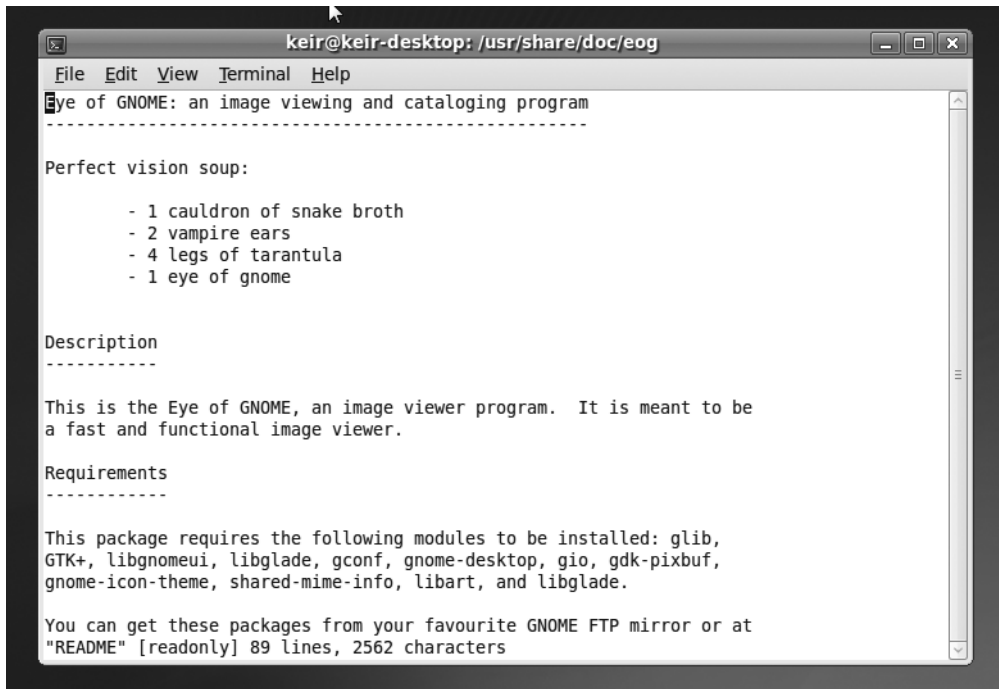 keir@keir-desktop: /usr/share/doc/eog
File Edit View Terminal Help
Eye of GNOME: an image viewing and cataloging program
-----------------------------------------------------
Perfect vision soup:
- 1 cauldron of snake broth
- 2 vampire ears
- 4 legs of tarantula
- 1 eye of gnome
Description
-----------
This is the Eye of GNOME, an image viewer program.  It is meant to be
a fast and functional image viewer.
Requirements
------------
This package requires the following modules to be installed: glib,
GTK+, libgnomeui, libglade, gconf, gnome-desktop, gio, gdk-pixbuf,
gnome-icon-theme, shared-mime-info, libart, and libglade.
You can get these packages from your favourite GNOME FTP mirror or at
"README" [readonly] 89 lines, 2562 characters